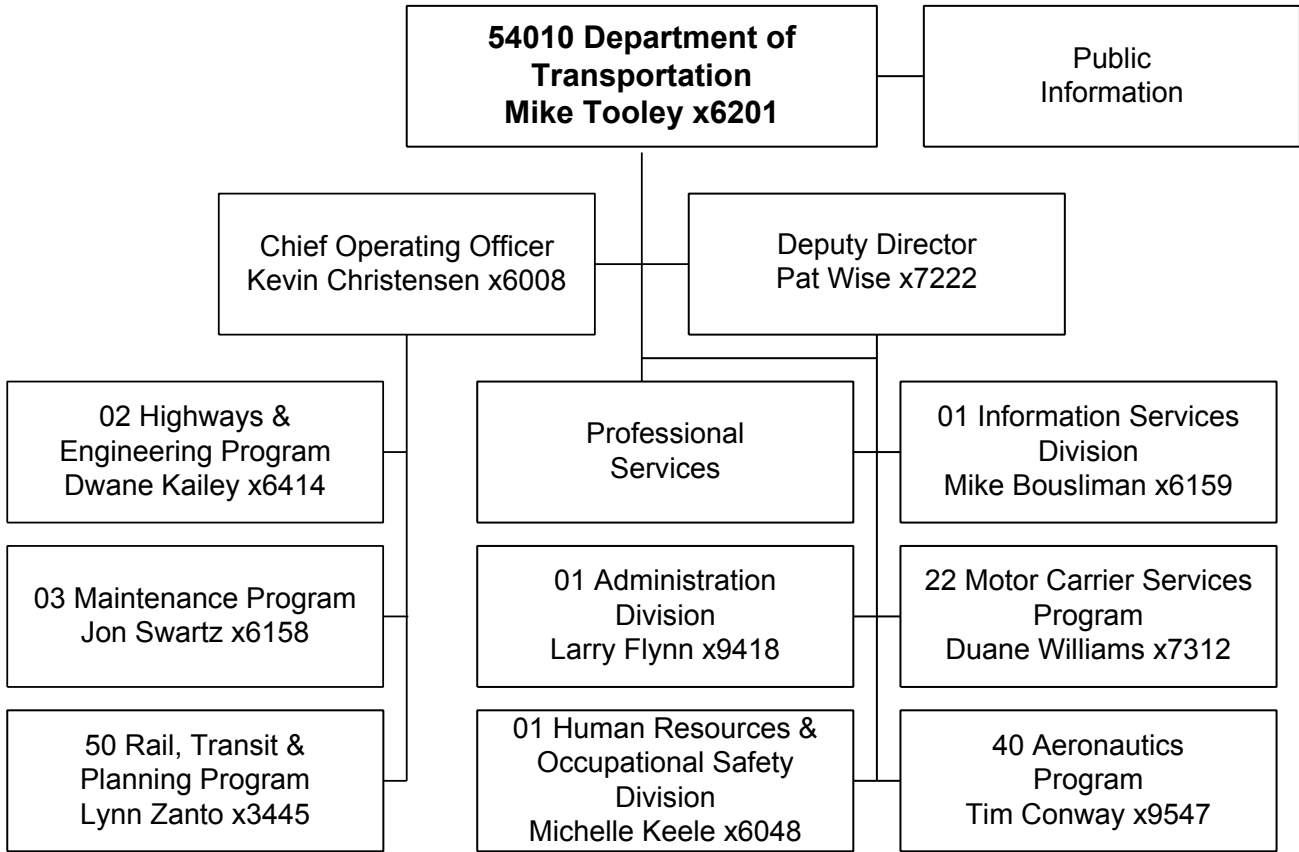 54010 Department of
Transportation
Mike Tooley x6201
Public
Information
Chief Operating Officer
Kevin Christensen x6008
Deputy Director
Pat Wise x7222
02 Highways &
Engineering Program
Dwane Kailey x6414
Professional
Services
01 Information Services
Division
Mike Bousliman x6159
03 Maintenance Program
Jon Swartz x6158
01 Administration
Division
Larry Flynn x9418
22 Motor Carrier Services
Program
Duane Williams x7312
50 Rail, Transit &
Planning Program
Lynn Zanto x3445
01 Human Resources &
Occupational Safety
Division
Michelle Keele x6048
40 Aeronautics
Program
Tim Conway x9547